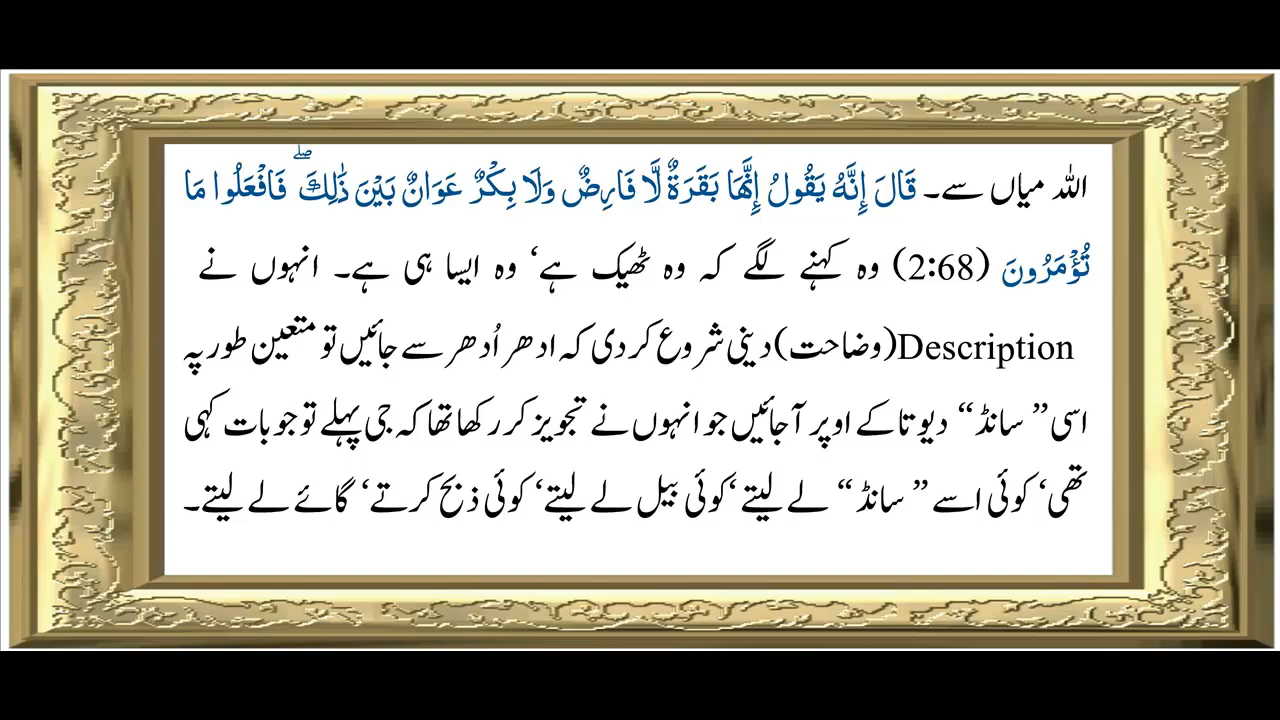 اللہ میاں سے۔ قَالَ إِنَّهُ يَقُولُ إِنَّهَا بَقَرَةٌ لَّا فَارِضٌ وَلَا بِكْرٌ عَوَانٌ بَيْنَ ذَٰلِكَ ۖ فَافْعَلُوا مَا
تُؤْمَرُونَ (2:68) وہ کہنے لگے کہ وہ ٹھیک ہے‘ وہ ایسا ہی ہے۔ انہوں نے
Description(وضاحت) دینی شروع کر دی کہ ادھر اُدھر سے جائیں تو متعین طور پہ
اسی ’’ سانڈ ‘‘ دیوتا کے اوپر آ جائیں جو انہوں نے تجویز کر رکھا تھا کہ جی پہلے تو جو بات کہی
تھی‘ کوئی اسے ’’ سانڈ ‘‘ لے لیتے ‘کوئی بیل لے لیتے‘ کوئی ذبح کرتے‘ گائے لے لیتے۔